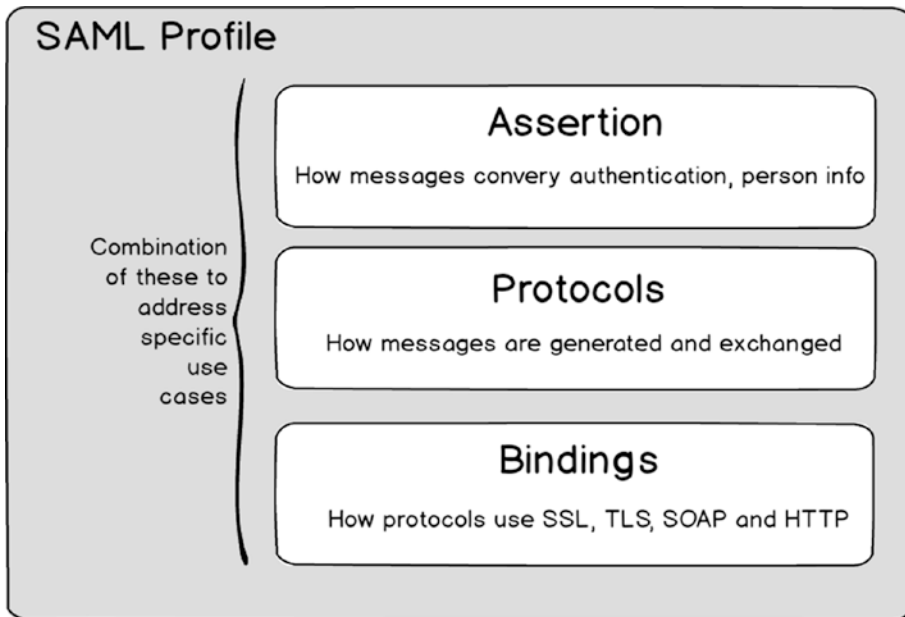 SAML Profile
Assertion
How messages convery authentication, person info
Combination
of these to
address
specific
use
cases
Protocols
How messages are generated and exchanged
Bindings
How protocols use SSL, TLS, SOAP and HTTP